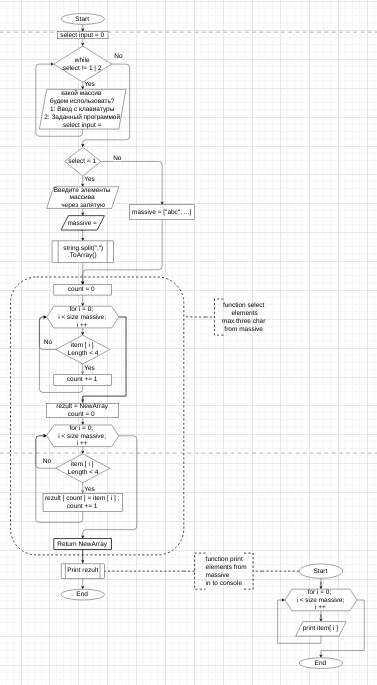 Start
select input = 0
while
select != 1 | 2
No
Yes
какой массив
будем использовать?
1: Ввод с клавиатуры
2: Заданный программой
select input =
select = 1
No
Yes
Введите элементы
массива
через запятую
massive = ["abc", ...]
massive =
string.split(",")
.ToArray()
count = 0
function select
elements
max three char
from massive
for i = 0;
i < size massive;
i ++
No
item [ i ]
Length < 4
Yes
count += 1
rezult = NewArray
count = 0
for i = 0;
i < size massive;
i ++
No
item [ i ]
Length < 4
Yes
rezult [ count ] = item [ i ] ;
count += 1
Return NewArray
function print
elements from
massive
in to console
Print rezult
Start
End
for i = 0;
i < size massive;
i ++
print item[ i ]
End